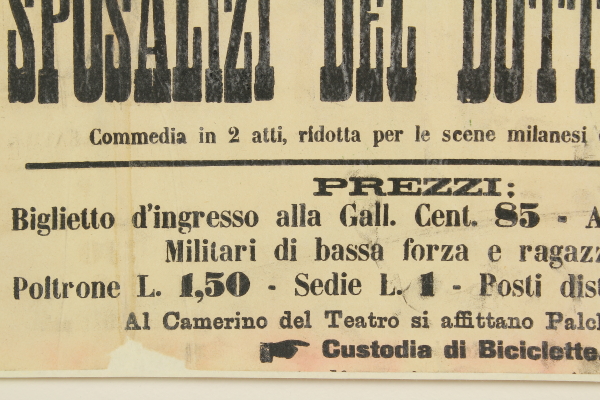 SPOSALIZI DEL DOTT
Commedia in 2 atti, ridotta per le scene milanesi
PREZZI:
Biglietto d'ingresso alla Gall. Cent. 85 - A
Militari di bassa forza e ragazz
Poltrone L. 1,50 - Sedie L. 1 - Posti dist
Al Camerino del Teatro si affittano Palch
Custodia di Biciclette.